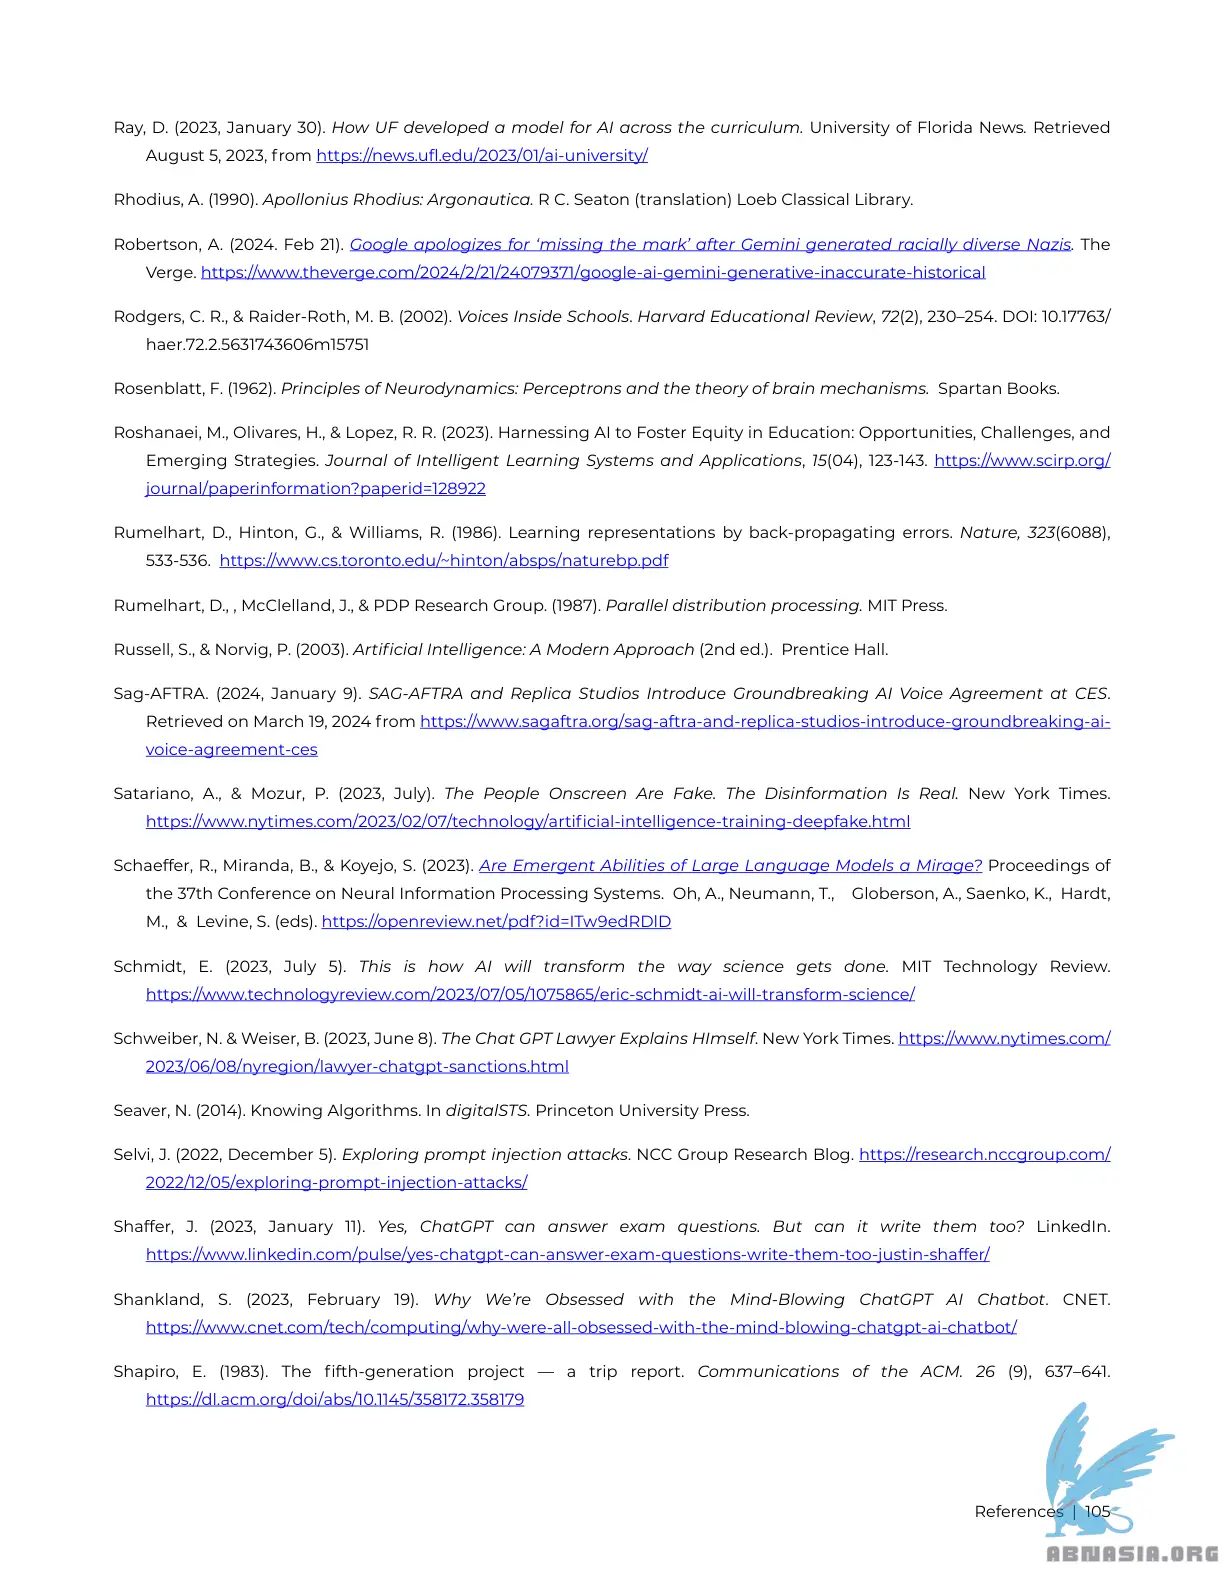 Ray, D. (2023, January 30). How UF developed a model for AI across the curriculum. University of Florida News. Retrieved
August 5, 2023, from https://news.ufl.edu/2023/01/ai-university/
Rhodius, A. (1990). Apollonius Rhodius: Argonautica. R C. Seaton (translation) Loeb Classical Library.
Robertson, A. (2024. Feb 21). Google apologizes for ‘missing the mark’ after Gemini generated racially diverse Nazis. The
Verge. https://www.theverge.com/2024/2/21/24079371/google-ai-gemini-generative-inaccurate-historical
Rodgers, C. R., & Raider-Roth, M. B. (2002). Voices Inside Schools. Harvard Educational Review, 72(2), 230–254. DOI: 10.17763/
haer.72.2.5631743606m15751
Rosenblatt, F. (1962). Principles of Neurodynamics: Perceptrons and the theory of brain mechanisms. Spartan Books.
Roshanaei, M., Olivares, H., & Lopez, R. R. (2023). Harnessing AI to Foster Equity in Education: Opportunities, Challenges, and
Emerging Strategies. Journal of Intelligent Learning Systems and Applications, 15(04), 123-143. https://www.scirp.org/
journal/paperinformation?paperid=128922
Rumelhart, D., Hinton, G., & Williams, R. (1986). Learning representations by back-propagating errors. Nature, 323(6088),
533-536. https://www.cs.toronto.edu/~hinton/absps/naturebp.pdf
Rumelhart, D., , McClelland, J., & PDP Research Group. (1987). Parallel distribution processing. MIT Press.
Russell, S., & Norvig, P. (2003). Artificial Intelligence: A Modern Approach (2nd ed.). Prentice Hall.
Sag-AFTRA. (2024, January 9). SAG-AFTRA and Replica Studios Introduce Groundbreaking AI Voice Agreement at CES.
Retrieved on March 19, 2024 from https://www.sagaftra.org/sag-aftra-and-replica-studios-introduce-groundbreaking-ai-
voice-agreement-ces
Satariano, A., & Mozur, P. (2023, July). The People Onscreen Are Fake. The Disinformation Is Real. New York Times.
https://www.nytimes.com/2023/02/07/technology/artificial-intelligence-training-deepfake.html
Schaeffer, R., Miranda, B., & Koyejo, S. (2023). Are Emergent Abilities of Large Language Models a Mirage? Proceedings of
the 37th Conference on Neural Information Processing Systems. Oh, A., Neumann, T., Globerson, A., Saenko, K., Hardt,
M., & Levine, S. (eds). https://openreview.net/pdf?id=ITw9edRDlD
Schmidt, E. (2023, July 5). This is how AI will transform the way science gets done. MIT Technology Review.
https://www.technologyreview.com/2023/07/05/1075865/eric-schmidt-ai-will-transform-science/
Schweiber, N. & Weiser, B. (2023, June 8). The Chat GPT Lawyer Explains HImself. New York Times. https://www.nytimes.com/
2023/06/08/nyregion/lawyer-chatgpt-sanctions.html
Seaver, N. (2014). Knowing Algorithms. In digitalSTS. Princeton University Press.
Selvi, J. (2022, December 5). Exploring prompt injection attacks. NCC Group Research Blog. https://research.nccgroup.com/
2022/12/05/exploring-prompt-injection-attacks/
Shaffer, J. (2023, January 11). Yes, ChatGPT can answer exam questions. But can it write them too? LinkedIn.
https://www.linkedin.com/pulse/yes-chatgpt-can-answer-exam-questions-write-them-too-justin-shaffer/
Shankland, S. (2023, February 19). Why We’re Obsessed with the Mind-Blowing ChatGPT AI Chatbot. CNET.
https://www.cnet.com/tech/computing/why-were-all-obsessed-with-the-mind-blowing-chatgpt-ai-chatbot/
Shapiro, E. (1983). The fifth-generation project — a trip report. Communications of the ACM. 26 (9), 637–641.
https://dl.acm.org/doi/abs/10.1145/358172.358179
References | 105
ABNASIA.ORG